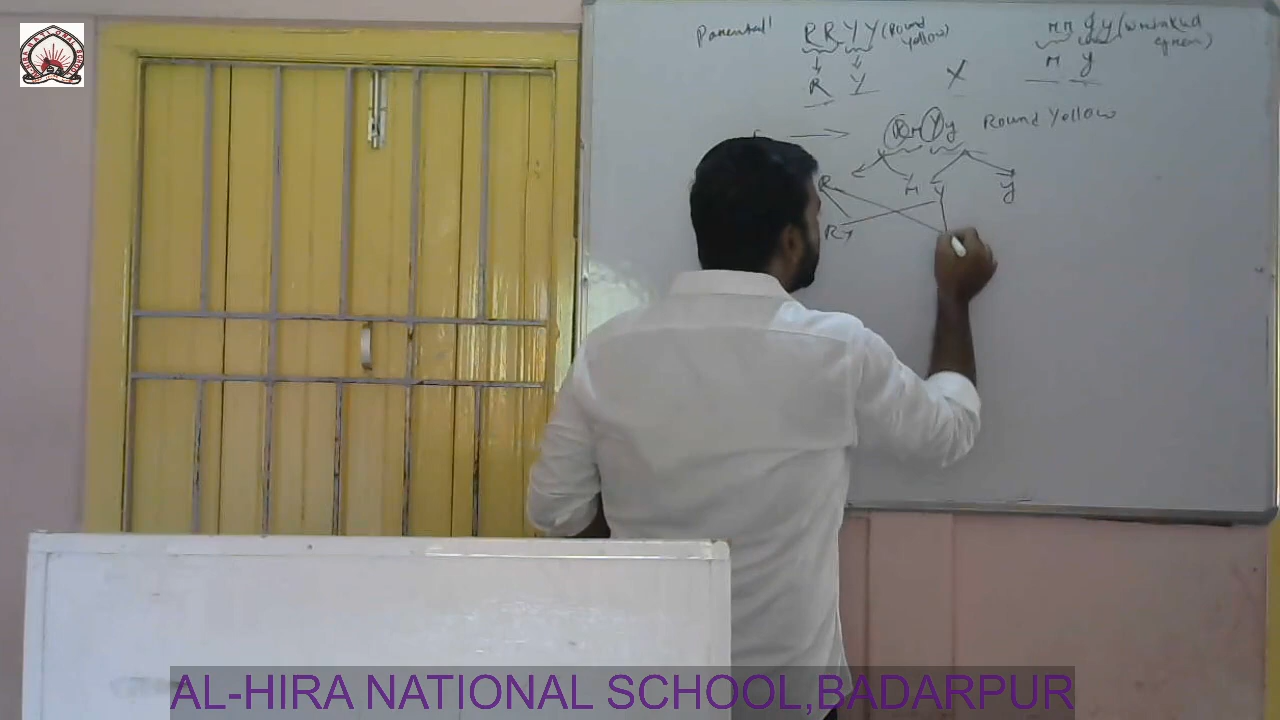 Parental RRYY (Round Yellow) rr yy (wrinkled green)
R Y X r y
RrYy Round Yellow
R r Y y
Ry
AL-HIRA NATIONAL SCHOOL,BADARPUR